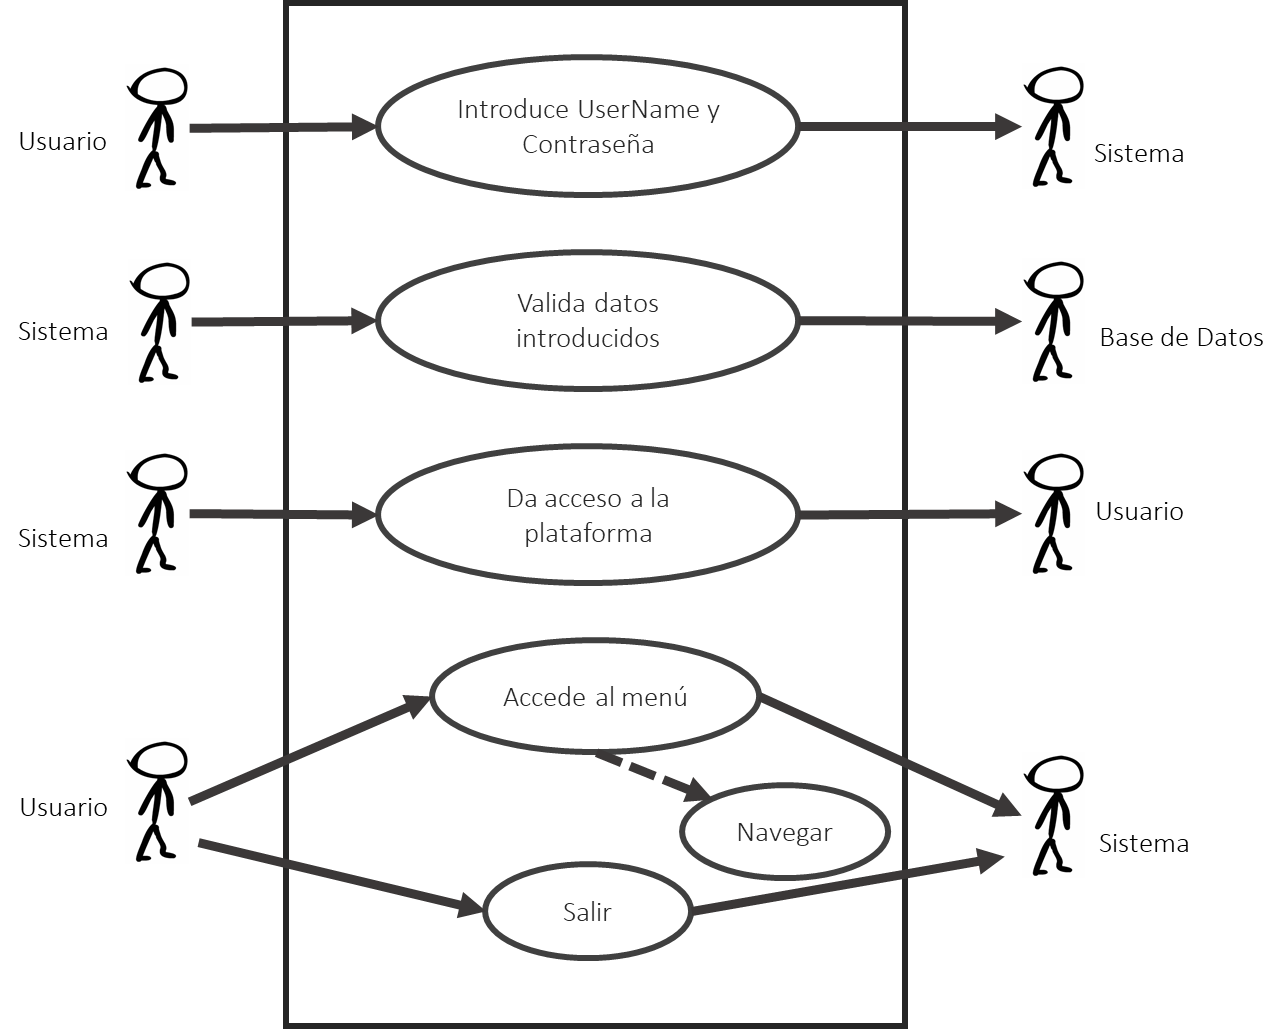 Usuario
Introduce UserName y
Contraseña
Sistema
Sistema
Valida datos
introducidos
Base de Datos
Sistema
Da acceso a la
plataforma
Usuario
Usuario
Accede al menú
Navegar
Salir
Sistema